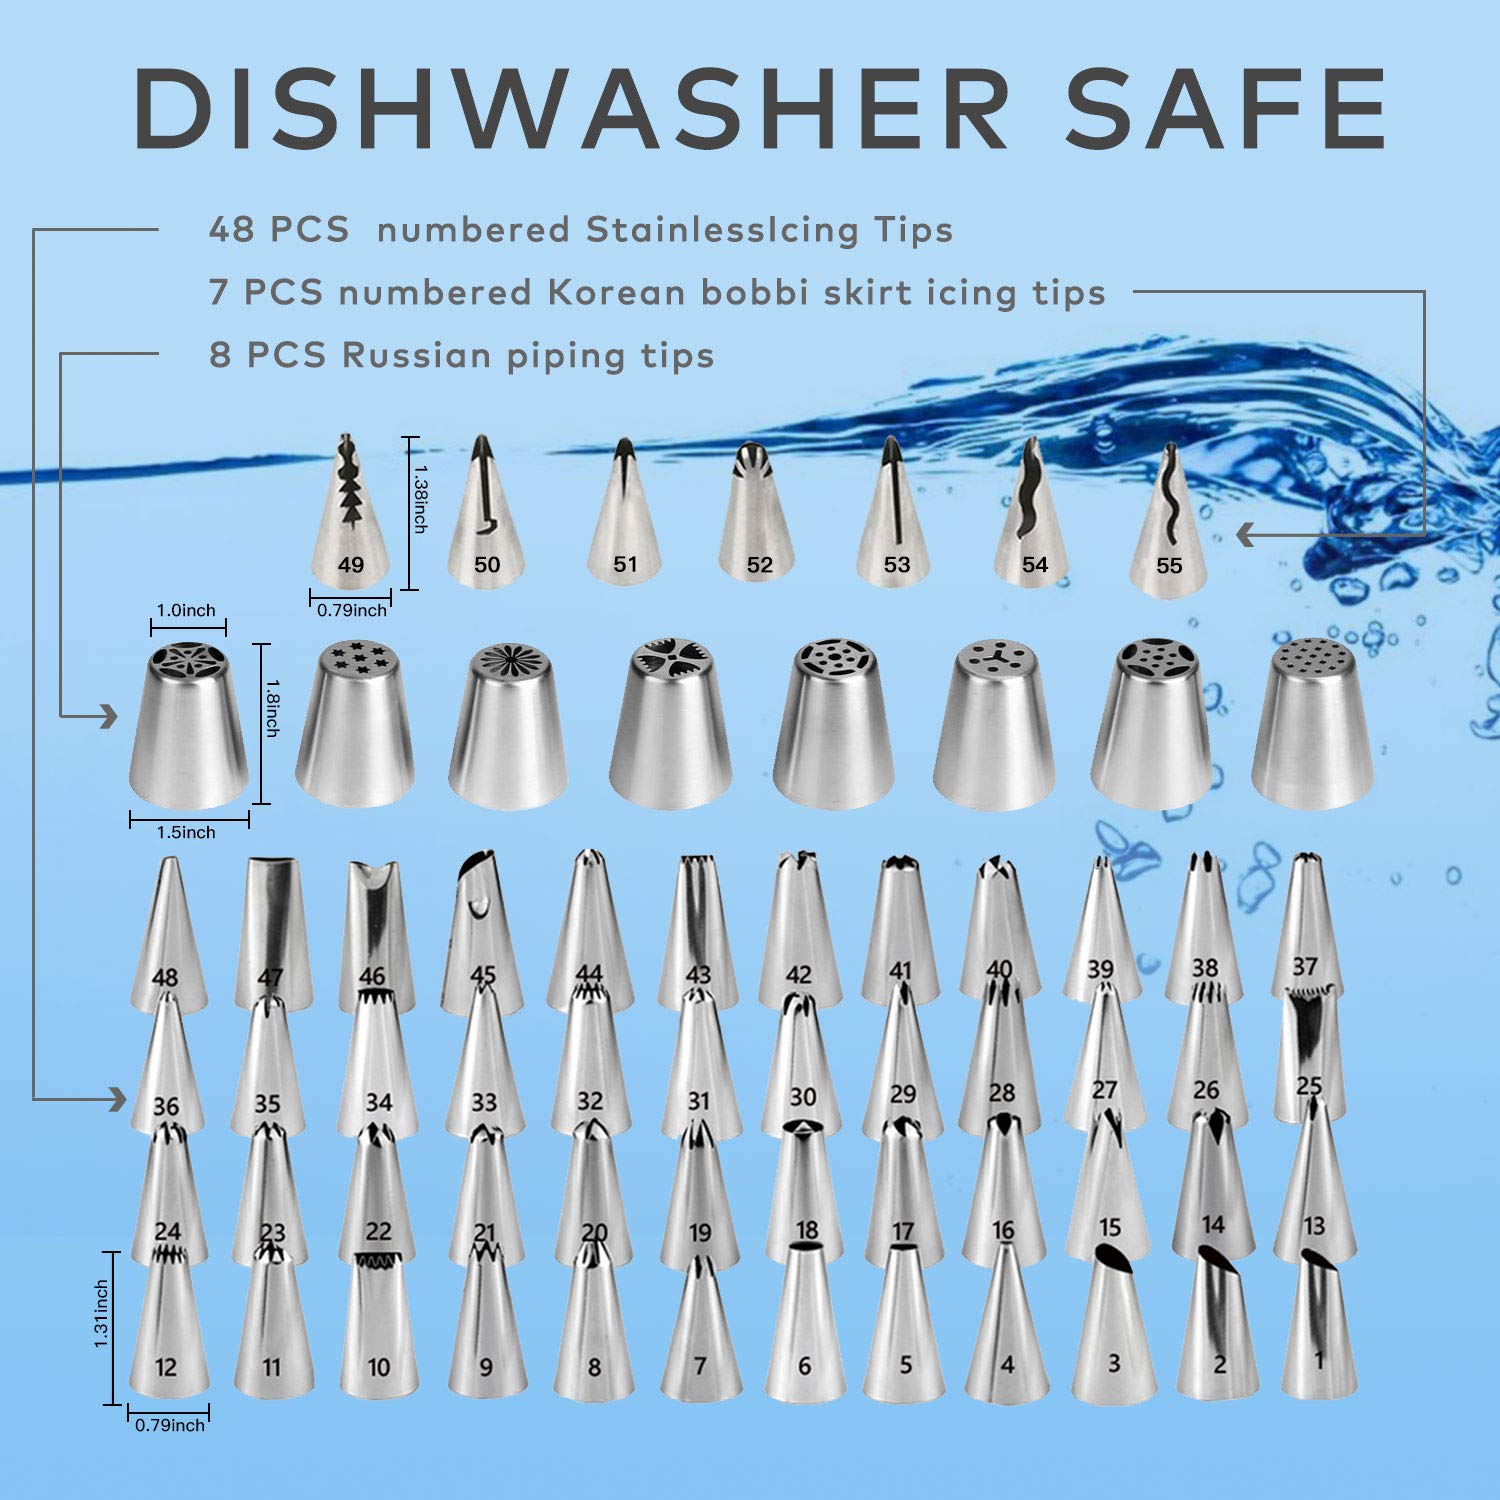 DISHWASHER SAFE
48 PCS numbered StainlessIcing Tips
7 PCS numbered Korean bobbi skirt icing tips
8 PCS Russian piping tips
1.38inch
49 50 51 52 53 54 55
0.79inch
1.0inch
1.8inch
1.5inch
48 47 46 45 44 43 42 41 40 39 38 37
36 35 34 33 32 31 30 29 28 27 26 25
24 23 22 21 20 19 18 17 16 15 14 13
1.31inch
12 11 10 9 8 7 6 5 4 3 2 1
0.79inch